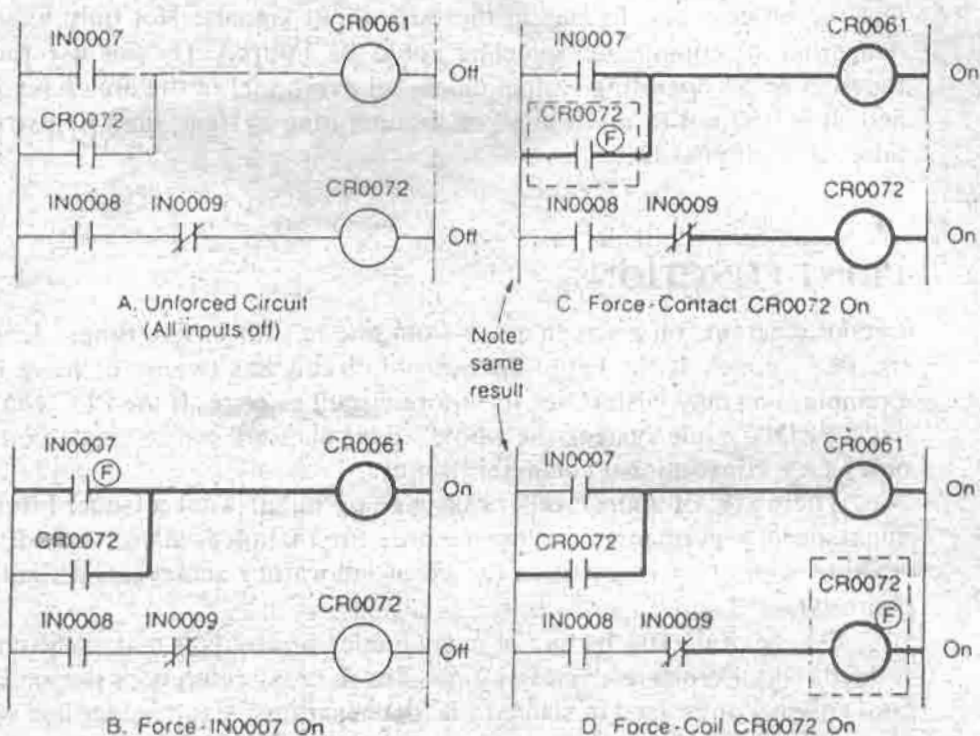 IN0007
CR0061
Off
CR0072
IN0008 IN0009
CR0072
Off
A. Unforced Circuit
(All inputs off)
IN0007
CR0061
On
CR0072
F
IN0008 IN0009
CR0072
On
C. Force-Contact CR0072 On
Note:
same
result
IN0007
F
CR0061
On
CR0072
IN0008 IN0009
CR0072
Off
B. Force-IN0007 On
IN0007
CR0061
On
CR0072
IN0008 IN0009
CR0072
F
On
D. Force-Coil CR0072 On